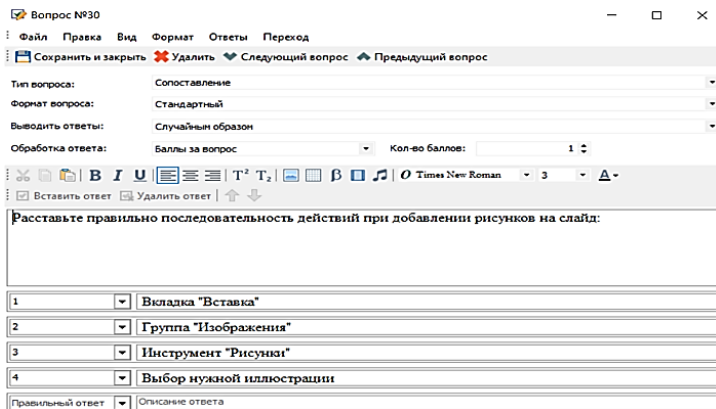 Вопрос №30
Файл Правка Вид Формат Ответы Переход
Сохранить и закрыть Удалить Следующий вопрос Предыдущий вопрос
Тип вопроса: Сопоставление
Формат вопроса: Стандартный
Выводить ответы: Случайным образон
Обработка ответа: Баллы за вопрос Кол-во баллов: 1
B I U T² T₂ β O Times New Roman 3 A
Вставить ответ Удалить ответ
Расставьте правильно последовательность действий при добавлении рисунков на слайд:
1 Вкладка "Вставка"
2 Группа "Изображения"
3 Инструмент "Рисунки"
4 Выбор нужной иллюстрации
Правильный ответ Описание ответа